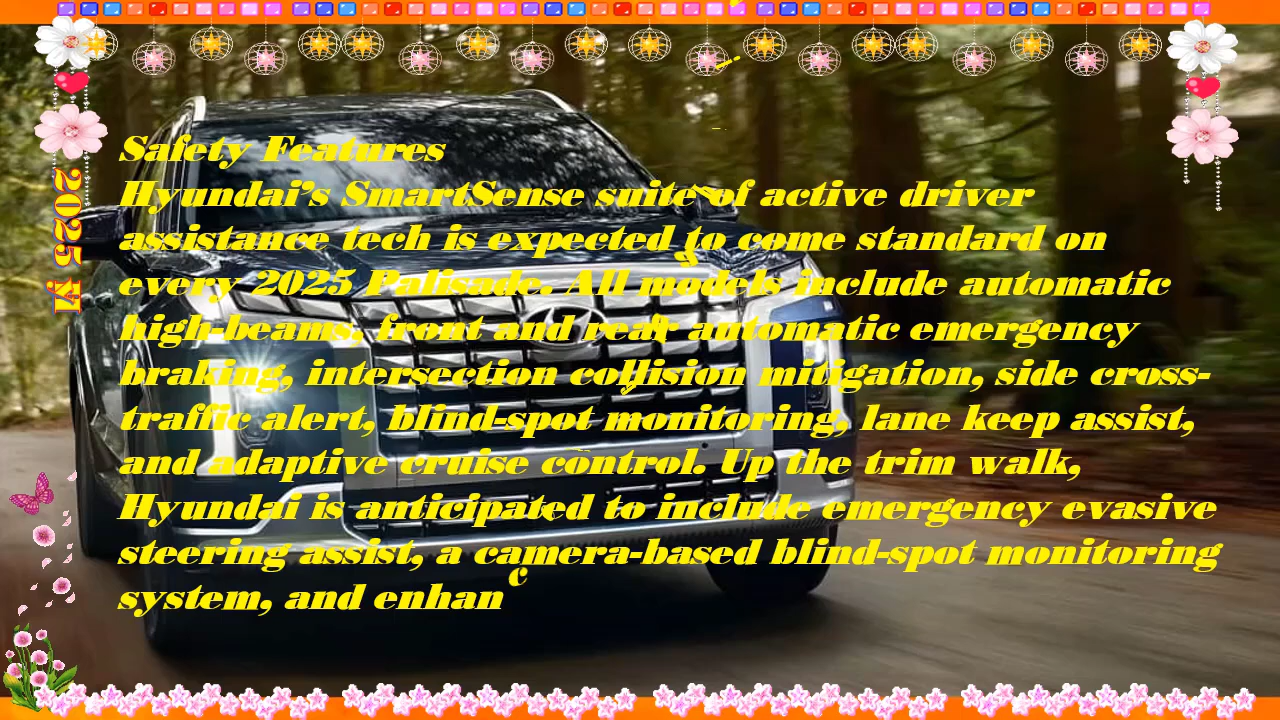 Safety Features
Hyundai’s SmartSense suite of active driver
assistance tech is expected to come standard on
every 2025 Palisade. All models include automatic
high-beams, front and rear automatic emergency
braking, intersection collision mitigation, side cross-
traffic alert, blind-spot monitoring, lane keep assist,
and adaptive cruise control. Up the trim walk,
Hyundai is anticipated to include emergency evasive
steering assist, a camera-based blind-spot monitoring
system, and enhanc